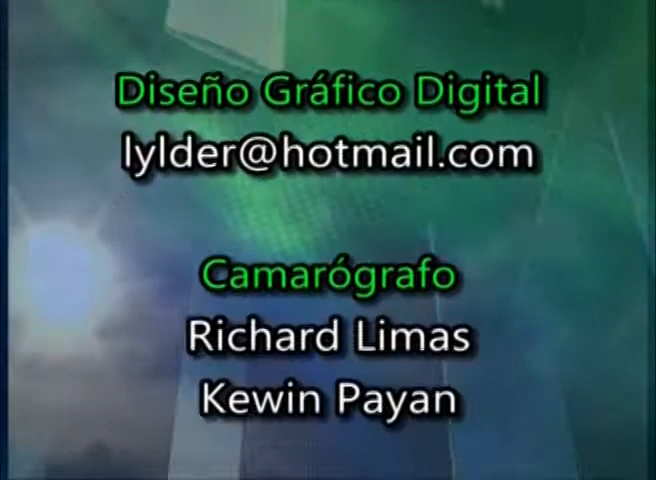 Diseño Gráfico Digital
lylder@hotmail.com
Camarógrafo
Richard Limas
Kewin Payan